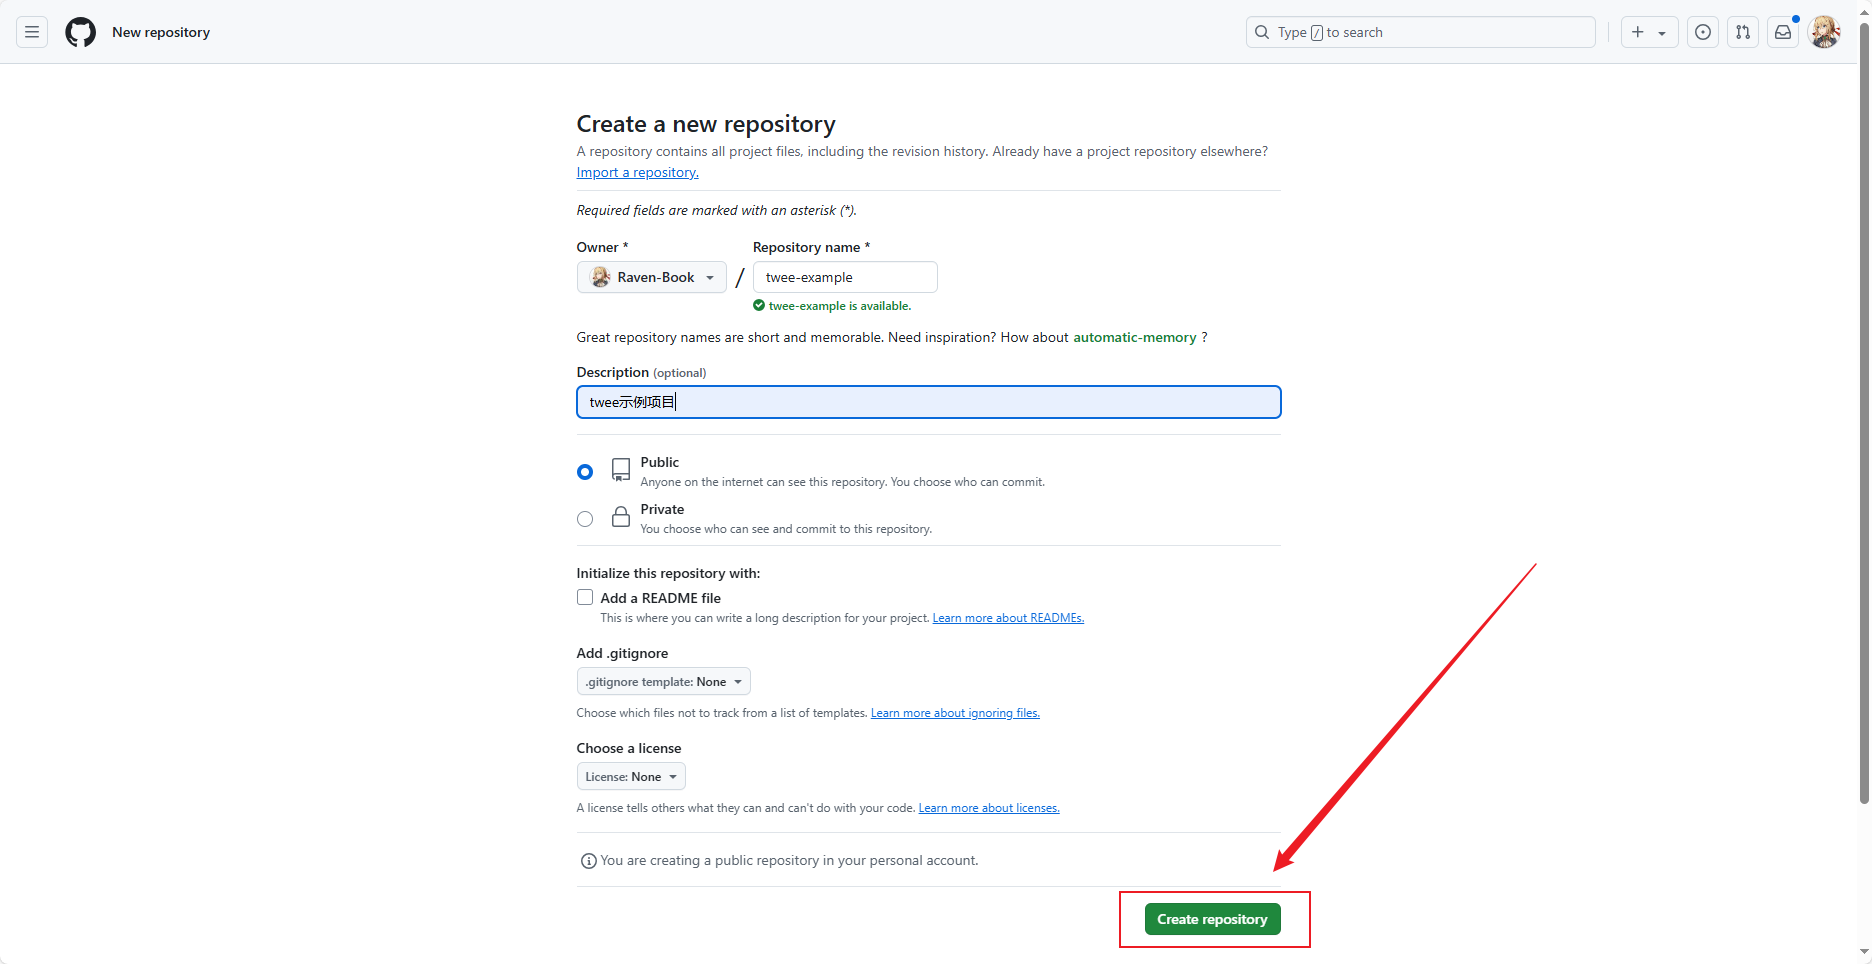 New repository
Type / to search
Create a new repository
A repository contains all project files, including the revision history. Already have a project repository elsewhere?
Import a repository.
Required fields are marked with an asterisk (*).
Owner * Repository name *
Raven-Book / twee-example
twee-example is available.
Great repository names are short and memorable. Need inspiration? How about automatic-memory ?
Description (optional)
twee示例项目
Public
Anyone on the internet can see this repository. You choose who can commit.
Private
You choose who can see and commit to this repository.
Initialize this repository with:
Add a README file
This is where you can write a long description for your project. Learn more about READMEs.
Add .gitignore
.gitignore template: None
Choose which files not to track from a list of templates. Learn more about ignoring files.
Choose a license
License: None
A license tells others what they can and can't do with your code. Learn more about licenses.
You are creating a public repository in your personal account.
Create repository